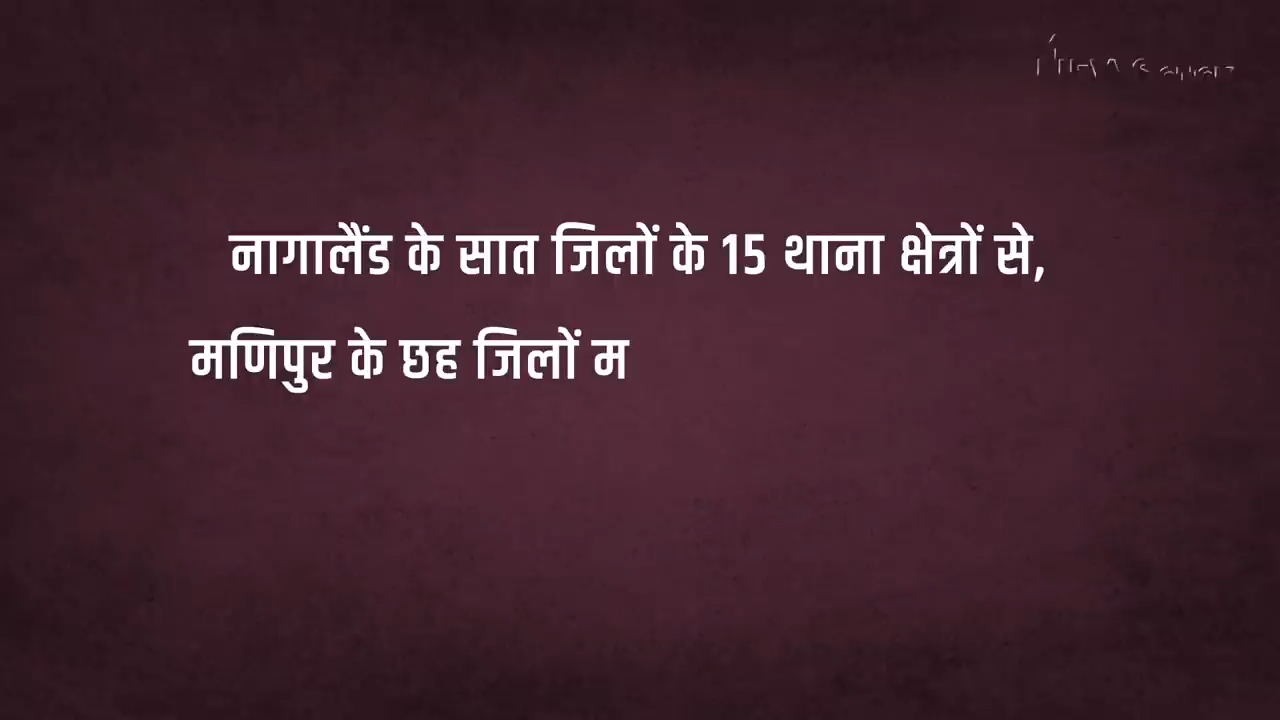 नागालैंड के सात जिलों के 15 थाना क्षेत्रों से,
मणिपुर के छह जिलों म